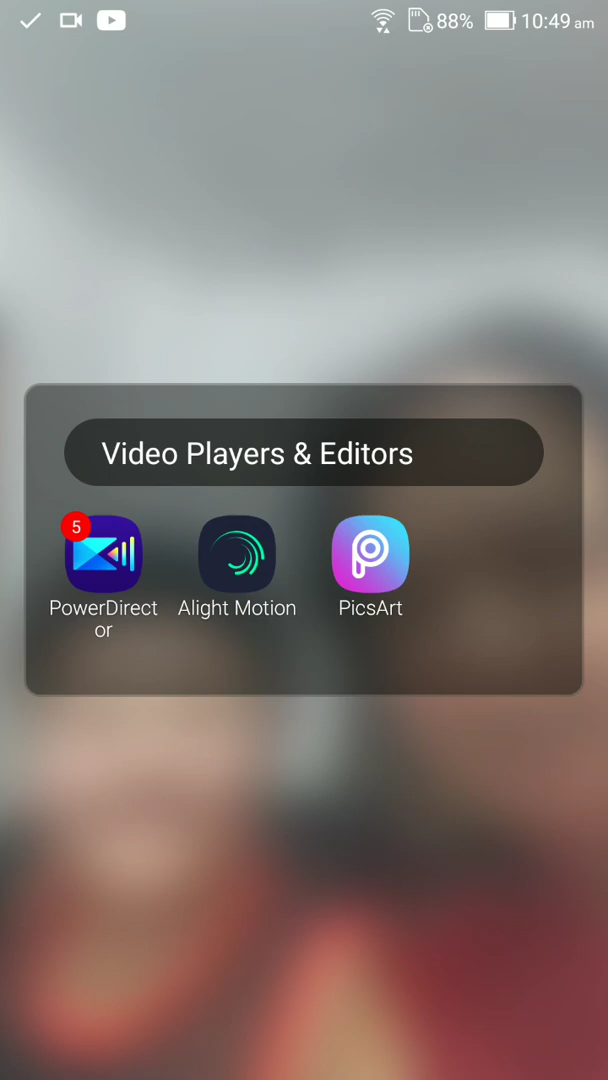 88% 10:49 am
Video Players & Editors
5
PowerDirect
or
Alight Motion
PicsArt